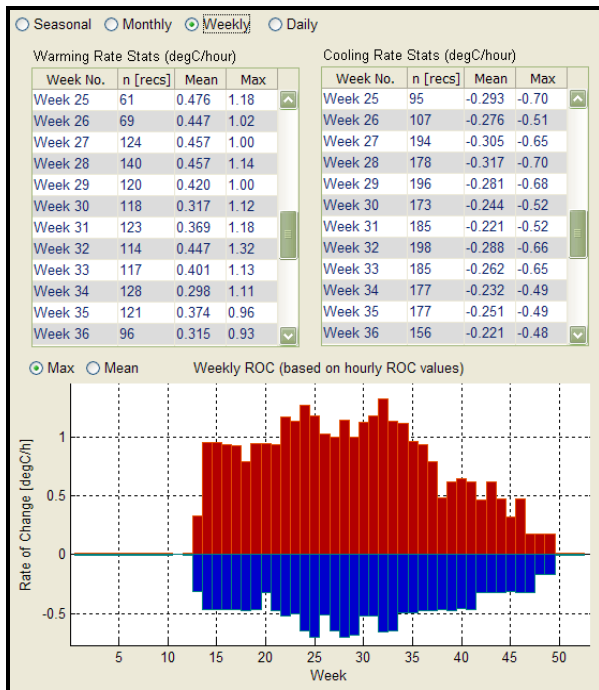 Seasonal Monthly Weekly Daily
Warming Rate Stats (degC/hour)
Week No. n [recs] Mean Max
Week 25 61 0.476 1.18
Week 26 69 0.447 1.02
Week 27 124 0.457 1.00
Week 28 140 0.457 1.14
Week 29 120 0.420 1.00
Week 30 118 0.317 1.12
Week 31 123 0.369 1.18
Week 32 114 0.447 1.32
Week 33 117 0.401 1.13
Week 34 128 0.298 1.11
Week 35 121 0.374 0.96
Week 36 96 0.315 0.93
Cooling Rate Stats (degC/hour)
Week No. n [recs] Mean Max
Week 25 95 -0.293 -0.70
Week 26 107 -0.276 -0.51
Week 27 194 -0.305 -0.65
Week 28 178 -0.317 -0.70
Week 29 196 -0.281 -0.68
Week 30 173 -0.244 -0.52
Week 31 185 -0.221 -0.52
Week 32 198 -0.288 -0.66
Week 33 185 -0.262 -0.65
Week 34 177 -0.232 -0.49
Week 35 177 -0.251 -0.49
Week 36 156 -0.221 -0.48
Max Mean
Weekly ROC (based on hourly ROC values)
Rate of Change [degC/h]
1
0.5
0
-0.5
5 10 15 20 25 30 35 40 45 50
Week